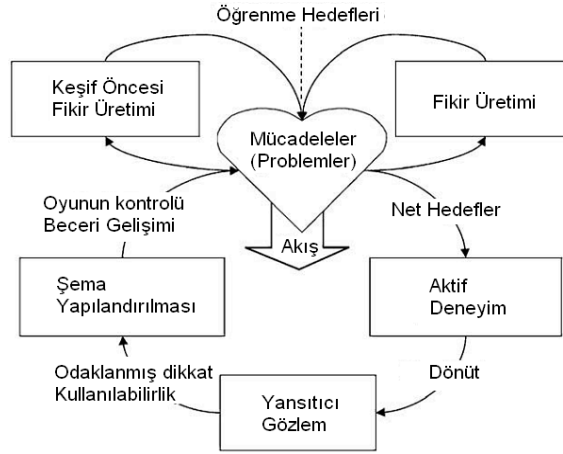 Öğrenme Hedefleri
Keşif Öncesi
Fikir Üretimi
Fikir Üretimi
Mücadeleler
(Problemler)
Oyunun kontrolü
Beceri Gelişimi
Net Hedefler
Akış
Şema
Yapılandırılması
Aktif
Deneyim
Odaklanmış dikkat
Kullanılabilirlik
Dönüt
Yansıtıcı
Gözlem